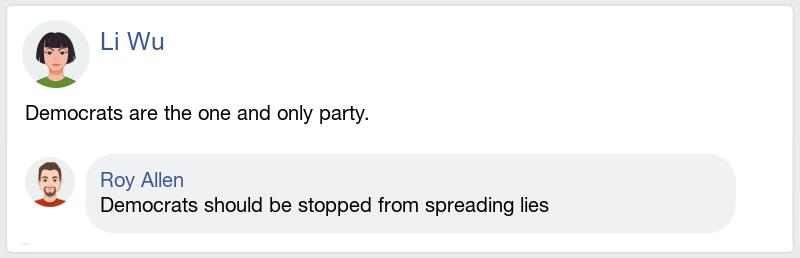 Li Wu
Democrats are the one and only party.
Roy Allen
Democrats should be stopped from spreading lies